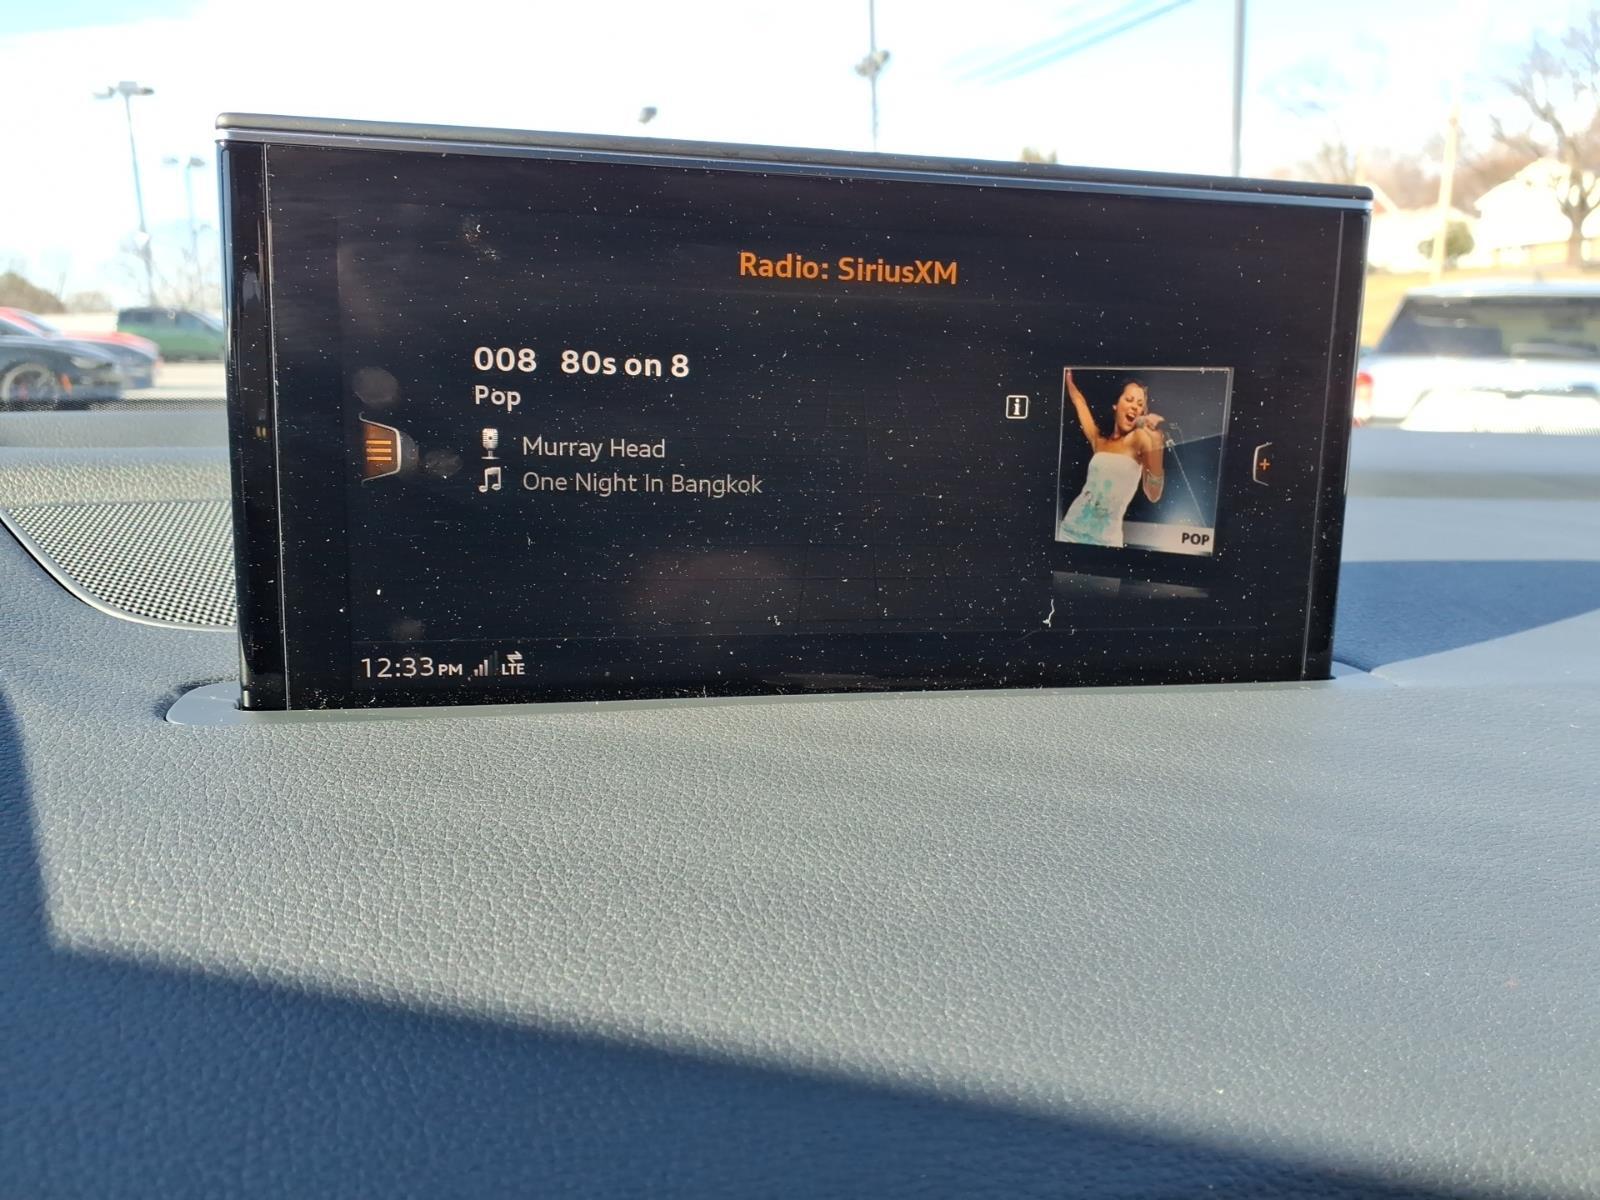 Radio: SiriusXM
008 80s on 8
Pop
Murray Head
One Night In Bangkok
POP
12:33 PM LTE